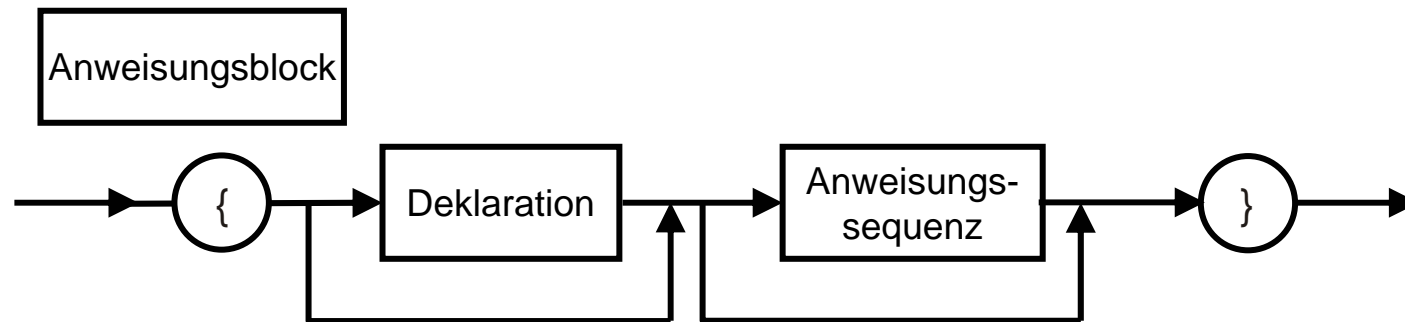 Anweisungsblock
{
Deklaration
Anweisungs-
sequenz
}